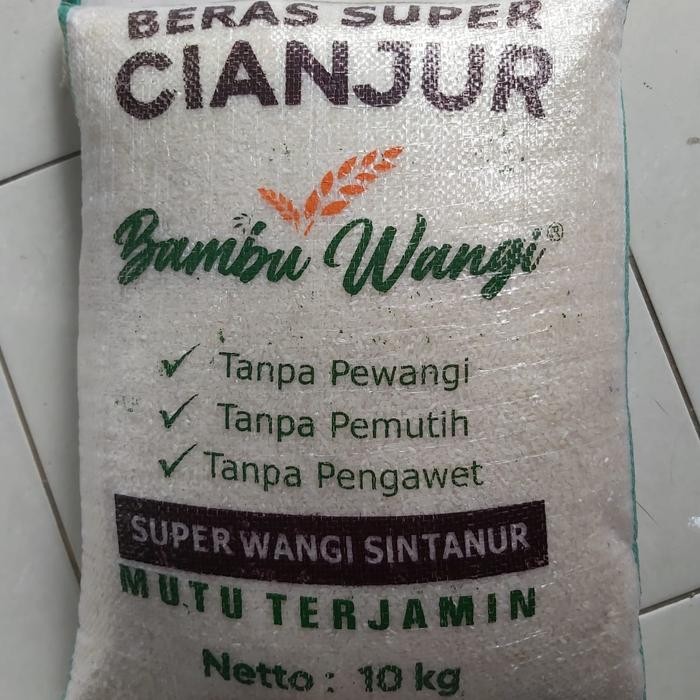 BERAS SUPER
CIANJUR
Bambu Wangi®
✓ Tanpa Pewangi
✓ Tanpa Pemutih
✓ Tanpa Pengawet
SUPER WANGI SINTANUR
MUTU TERJAMIN
Netto : 10 kg